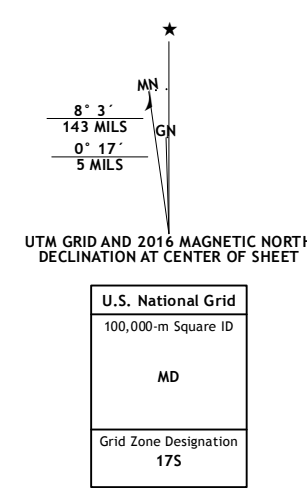 ★
MN
8° 3´
143 MILS
GN
0° 17´
5 MILS
UTM GRID AND 2016 MAGNETIC NORTH
DECLINATION AT CENTER OF SHEET
U.S. National Grid
100,000-m Square ID
MD
Grid Zone Designation
17S